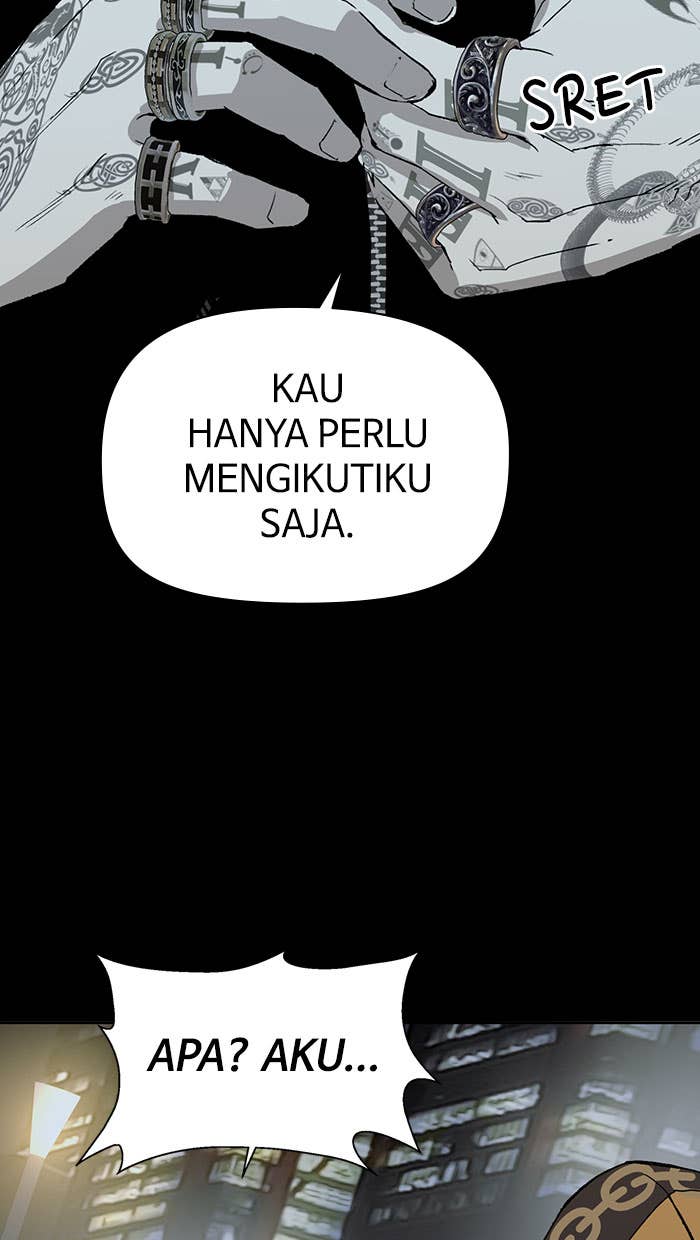 SRET
KAU
HANYA PERLU
MENGIKUTIKU
SAJA.
APA? AKU...